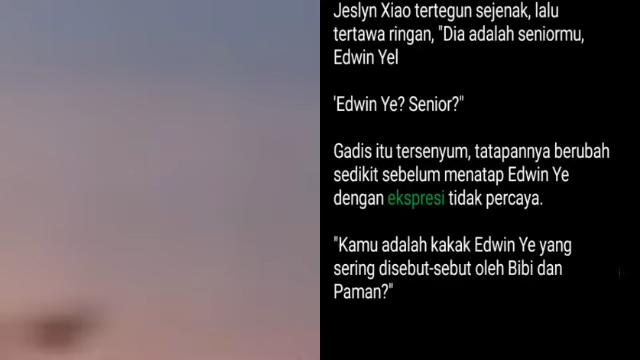 Jeslyn Xiao tertegun sejenak, lalu
tertawa ringan, "Dia adalah seniormu,
Edwin Yel
'Edwin Ye? Senior?"
Gadis itu tersenyum, tatapannya berubah
sedikit sebelum menatap Edwin Ye
dengan ekspresi tidak percaya.
"Kamu adalah kakak Edwin Ye yang
sering disebut-sebut oleh Bibi dan
Paman?"